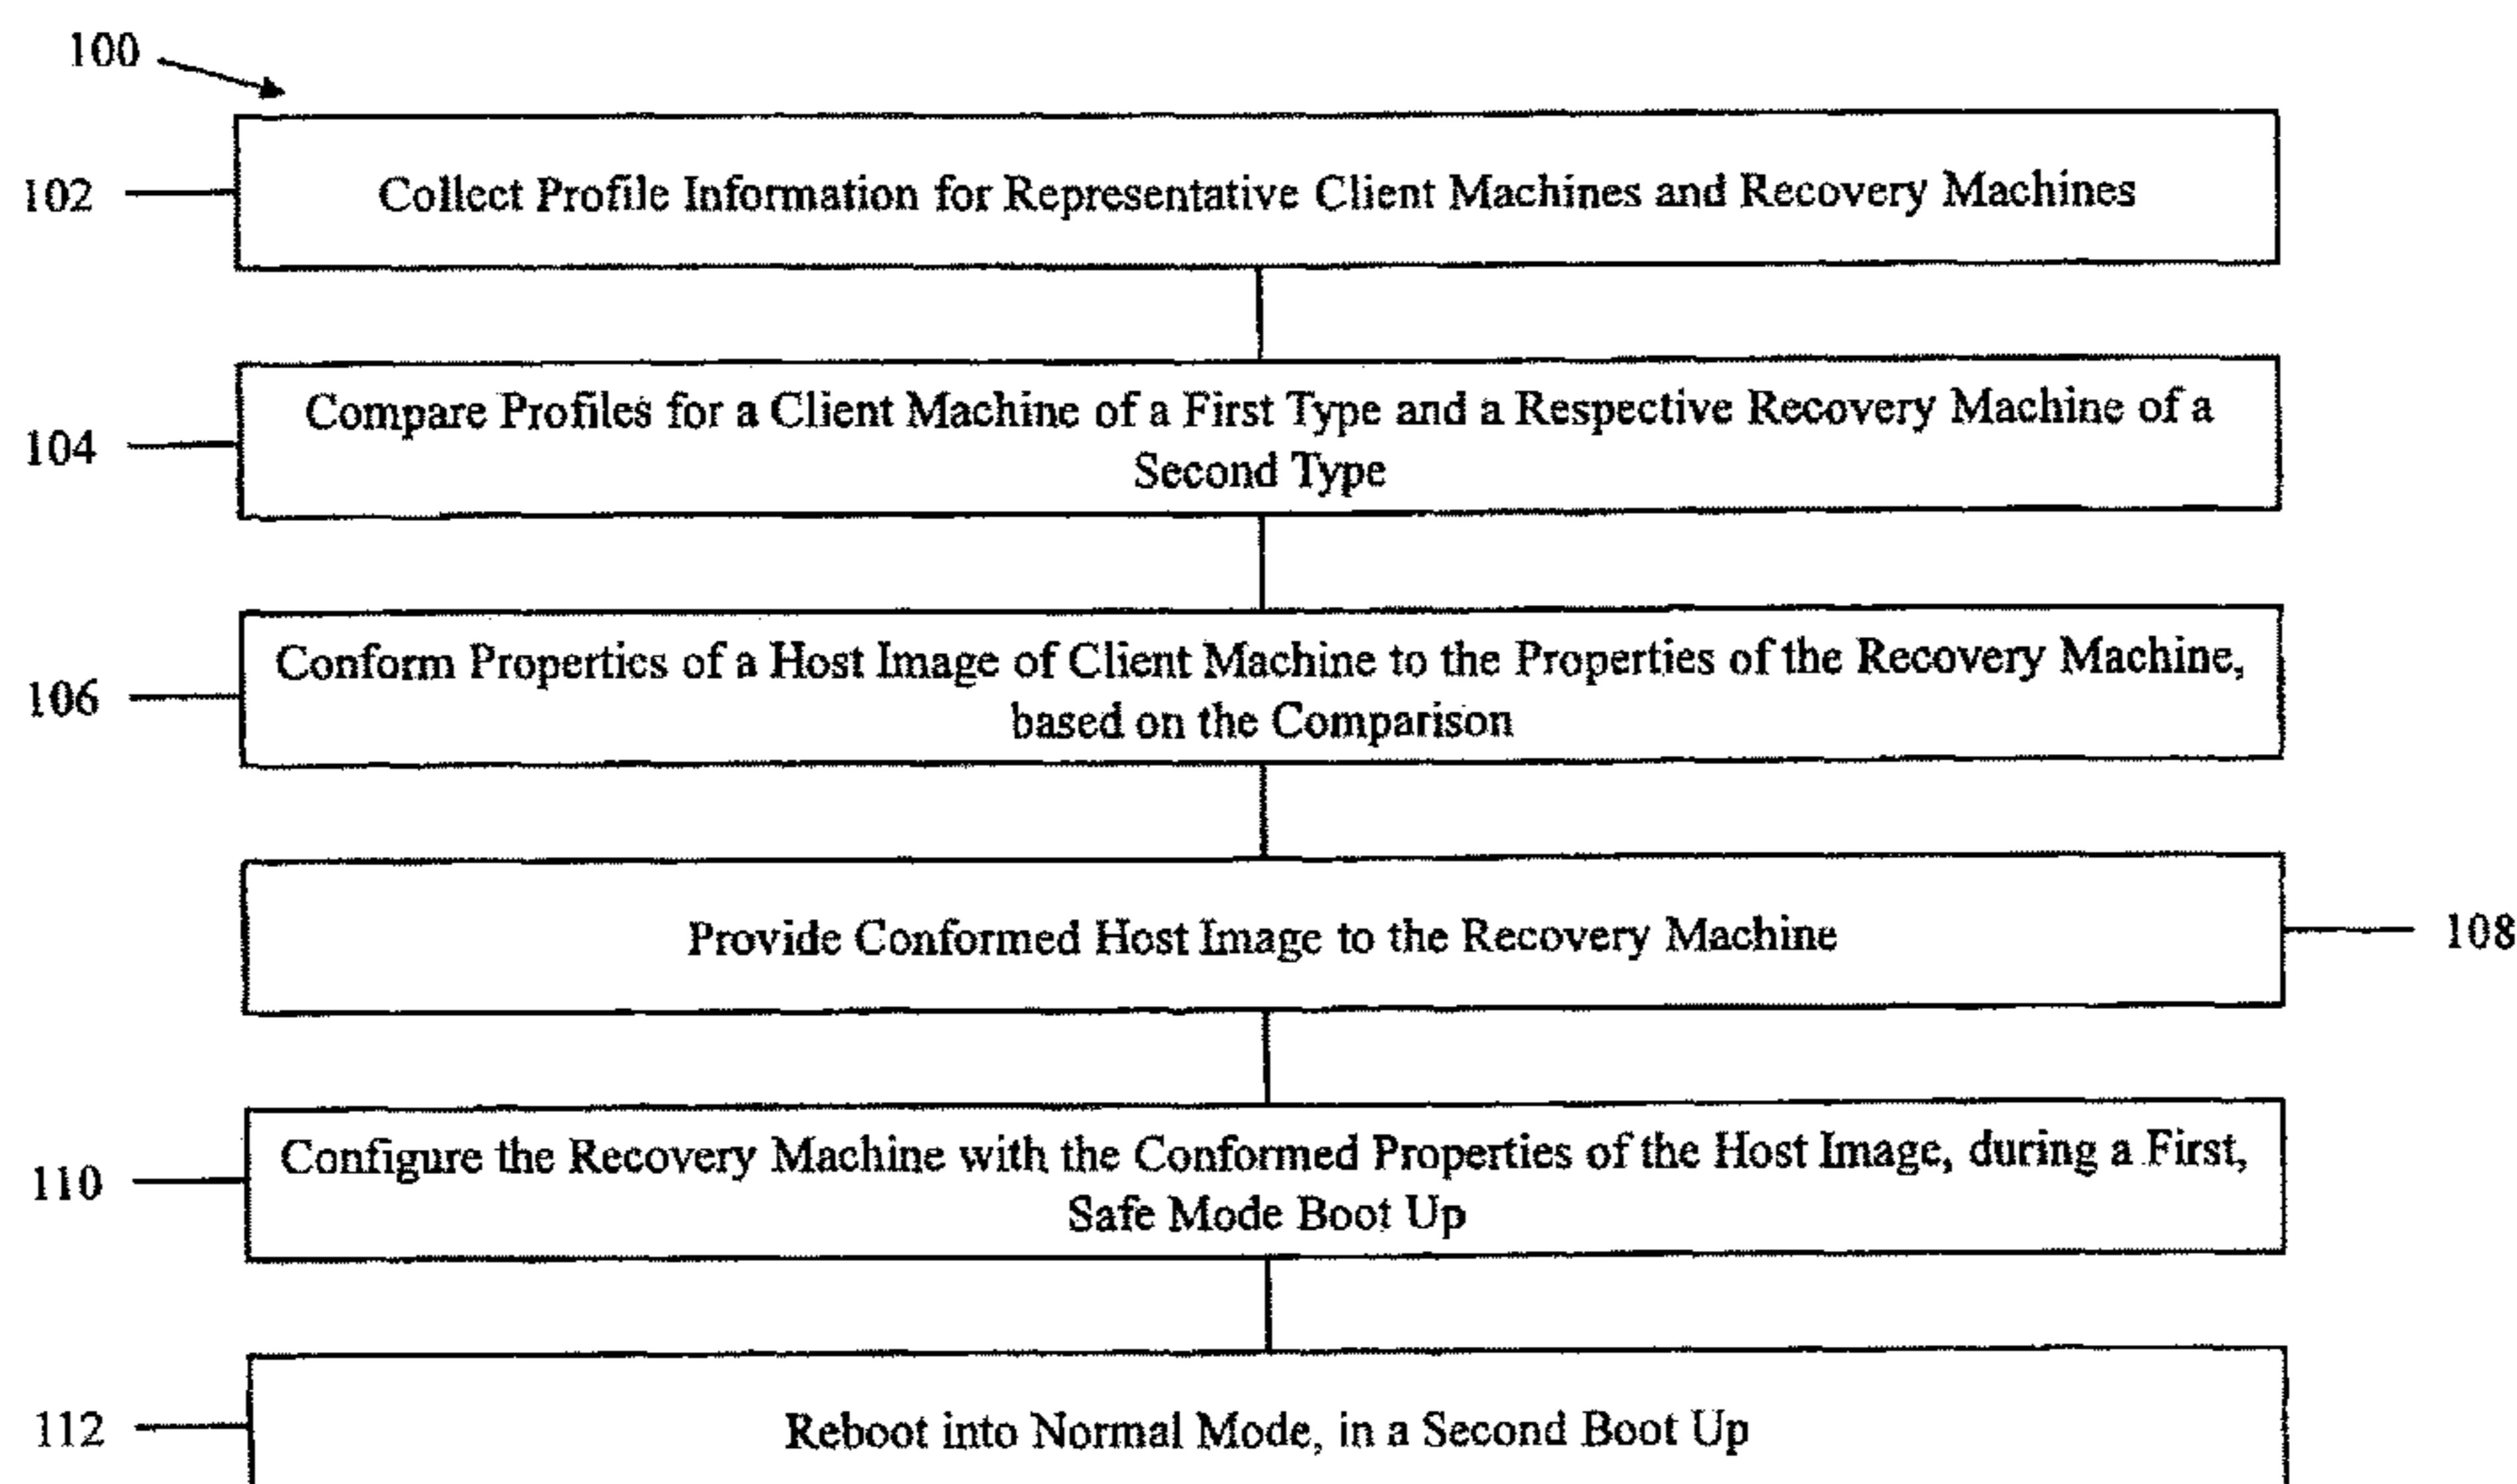 100
102
Collect Profile Information for Representative Client Machines and Recovery Machines
104
Compare Profiles for a Client Machine of a First Type and a Respective Recovery Machine of a
Second Type
106
Conform Properties of a Host Image of Client Machine to the Properties of the Recovery Machine,
based on the Comparison
Provide Conformed Host Image to the Recovery Machine
108
110
Configure the Recovery Machine with the Conformed Properties of the Host Image, during a First,
Safe Mode Boot Up
112
Reboot into Normal Mode, in a Second Boot Up